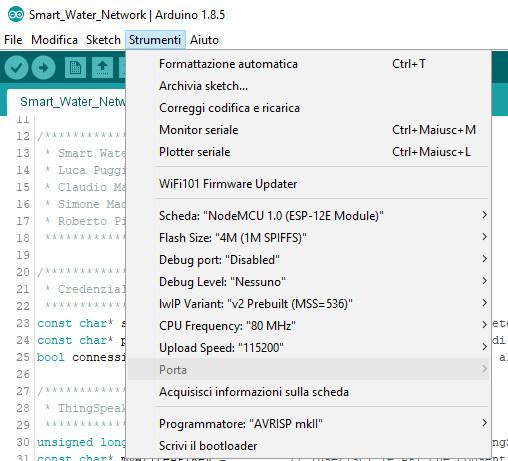 Smart_Water_Network | Arduino 1.8.5
File Modifica Sketch Strumenti Aiuto
Formattazione automatica Ctrl+T
Archivia sketch...
Correggi codifica e ricarica
Monitor seriale Ctrl+Maiusc+M
Plotter seriale Ctrl+Maiusc+L
WiFi101 Firmware Updater
Scheda: "NodeMCU 1.0 (ESP-12E Module)"
Flash Size: "4M (1M SPIFFS)"
Debug port: "Disabled"
Debug Level: "Nessuno"
IwIP Variant: "v2 Prebuilt (MSS=536)"
CPU Frequency: "80 MHz"
Upload Speed: "115200"
Porta
Acquisisci informazioni sulla scheda
Programmatore: "AVRISP mkII"
Scrivi il bootloader
Smart_Water_Netw
11
12 /***************
13 * Smart Wate
14 * Luca Puggi
15 * Claudio Ma
16 * Simone Mac
17 * Roberto Pi
18 **************
19
20 /***************
21 * Credenzial
22 **************
23 const char* s
24 const char* p
25 bool connessi
26
27 /***************
28 * ThingSpeak
29 **************
30 unsigned long
31 const char*